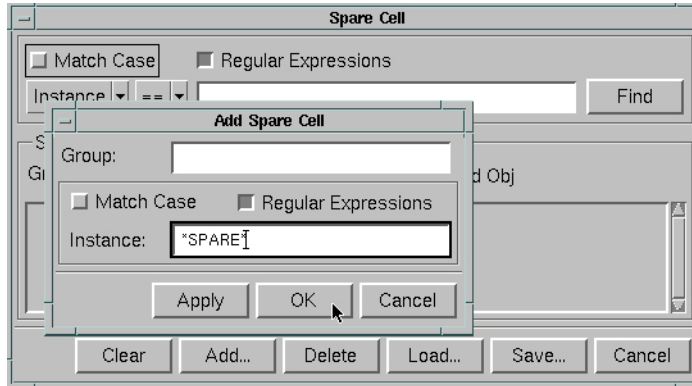 Spare Cell
Match Case Regular Expressions
Instance == Find
Add Spare Cell
Group:
d Obj
Match Case Regular Expressions
Instance: *SPARE*
Apply OK Cancel
Clear Add... Delete Load... Save... Cancel